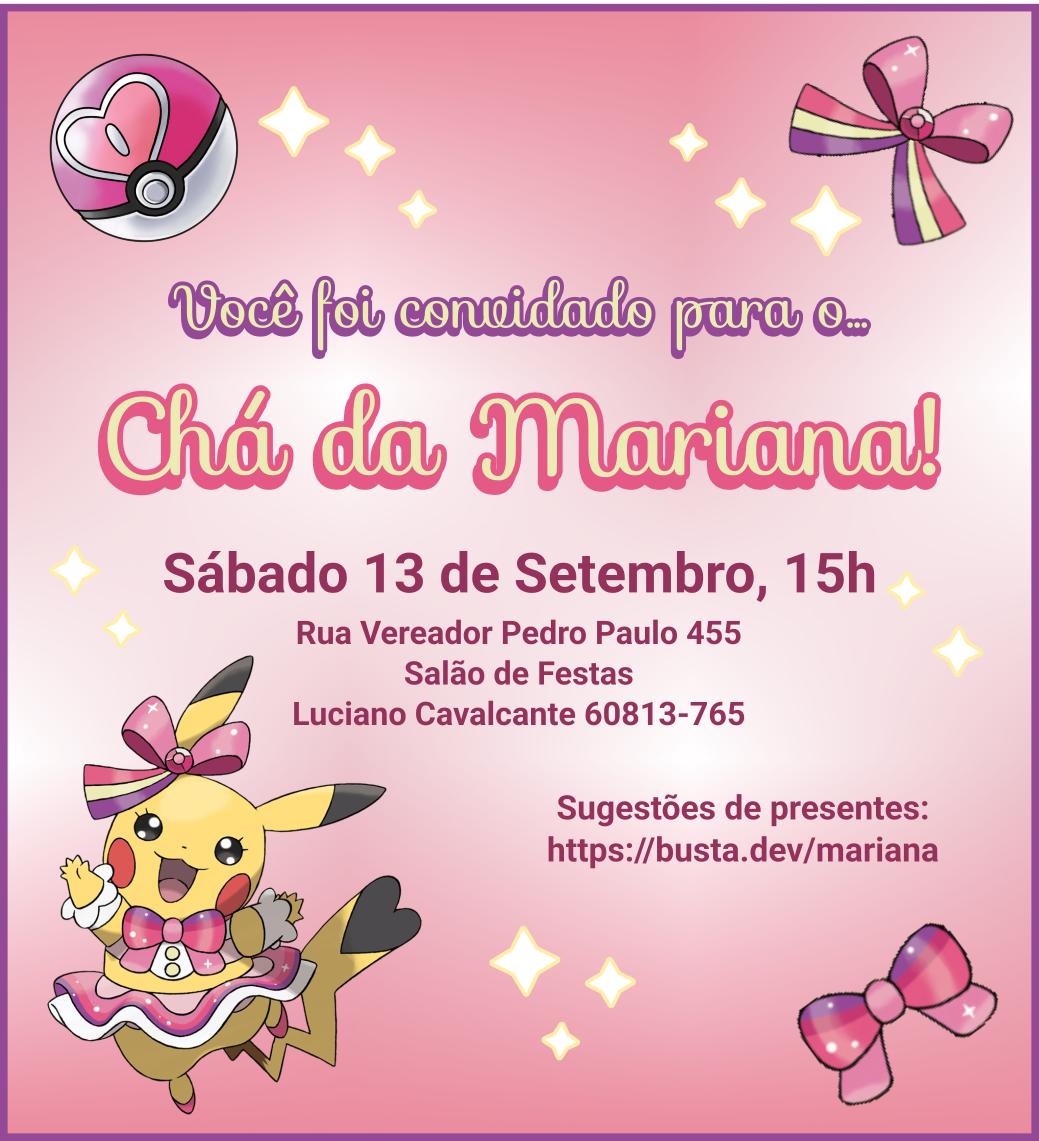 Você foi convidado para o...
Chá da Mariana!
Sábado 13 de Setembro, 15h
Rua Vereador Pedro Paulo 455
Salão de Festas
Luciano Cavalcante 60813-765
Sugestões de presentes:
https://busta.dev/mariana